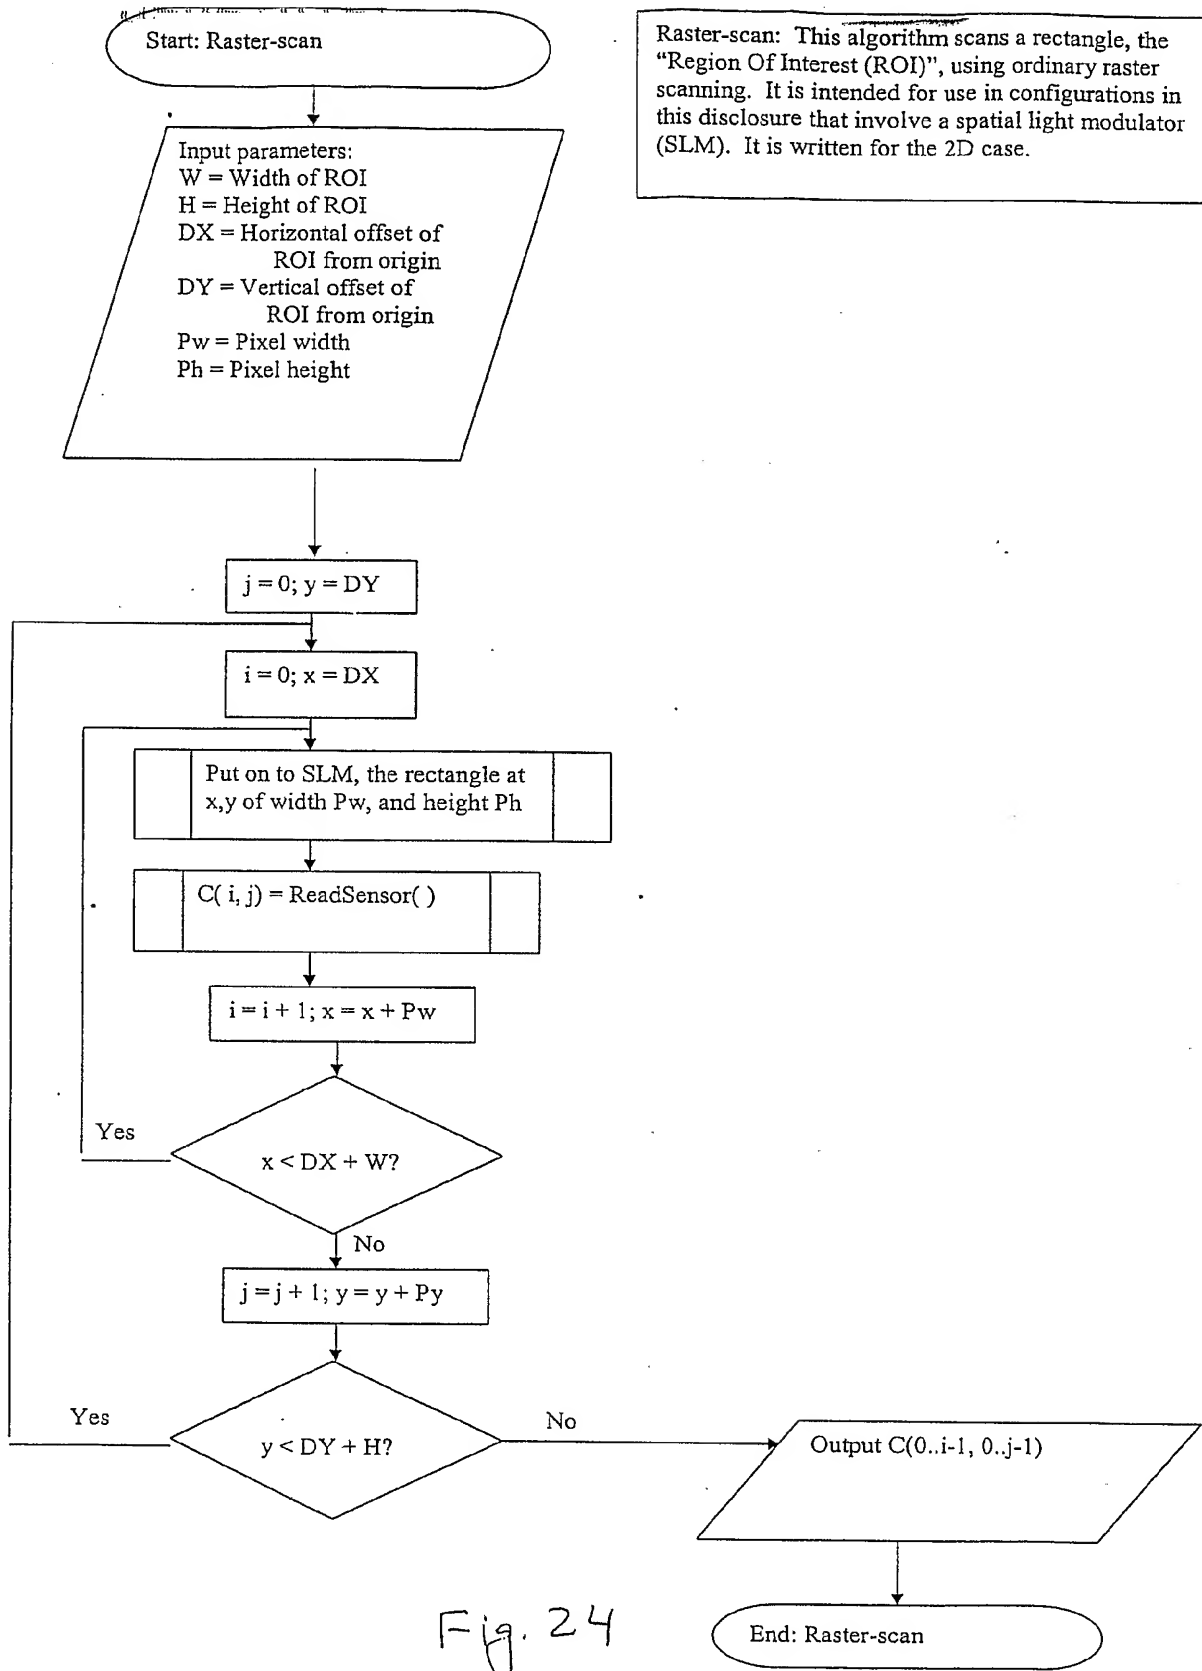 Start: Raster-scan
Raster-scan: This algorithm scans a rectangle, the
"Region Of Interest (ROI)", using ordinary raster
scanning. It is intended for use in configurations in
this disclosure that involve a spatial light modulator
(SLM). It is written for the 2D case.
Input parameters:
W = Width of ROI
H = Height of ROI
DX = Horizontal offset of
ROI from origin
DY = Vertical offset of
ROI from origin
Pw = Pixel width
Ph = Pixel height
j = 0; y = DY
i = 0; x = DX
Put on to SLM, the rectangle at
x,y of width Pw, and height Ph
C( i, j) = ReadSensor( )
i = i + 1; x = x + Pw
Yes
x < DX + W?
No
j = j + 1; y = y + Py
Yes
y < DY + H?
No
Output C(0..i-1, 0..j-1)
End: Raster-scan
Fig. 24